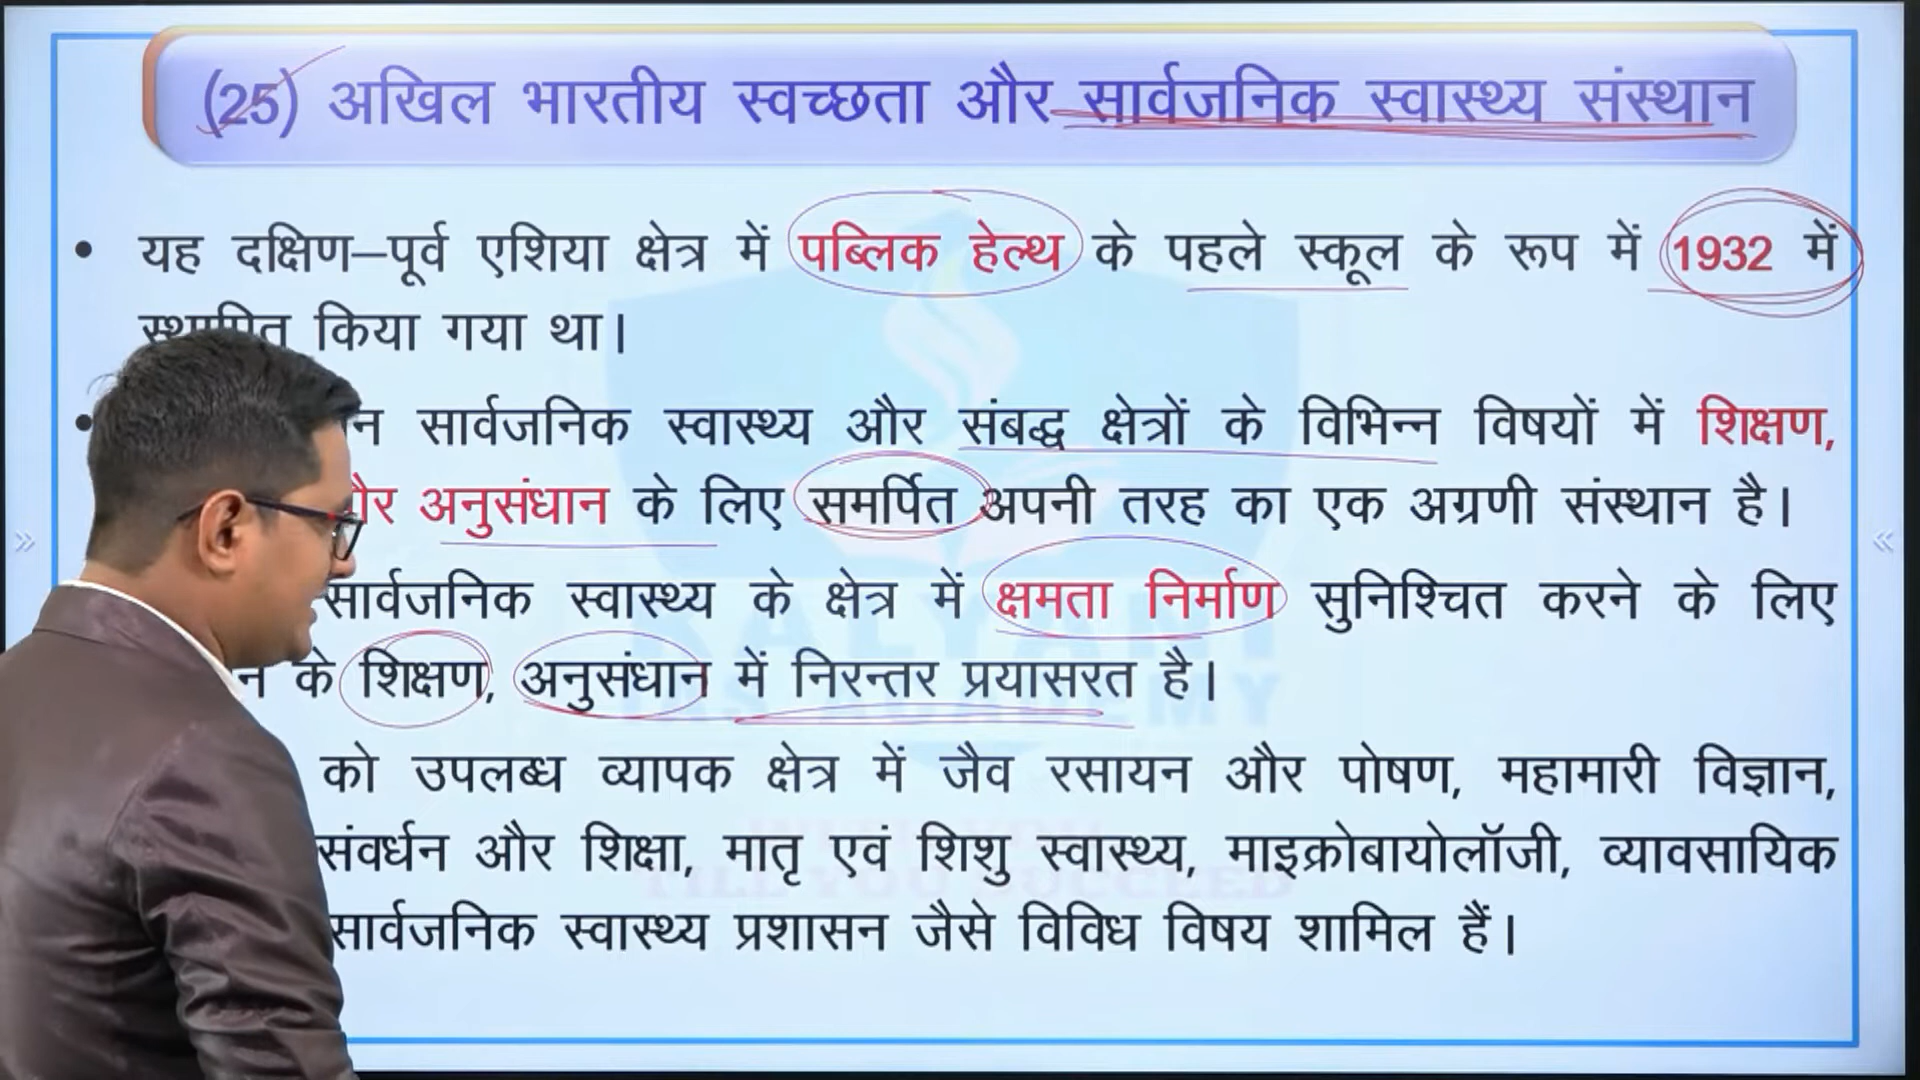 (25) अखिल भारतीय स्वच्छता और सार्वजनिक स्वास्थ्य संस्थान
• यह दक्षिण–पूर्व एशिया क्षेत्र में पब्लिक हेल्थ के पहले स्कूल के रूप में 1932 में
स्थापित किया गया था।
• सार्वजनिक स्वास्थ्य और संबद्ध क्षेत्रों के विभिन्न विषयों में शिक्षण,
अनुसंधान के लिए समर्पित अपनी तरह का एक अग्रणी संस्थान है।
सार्वजनिक स्वास्थ्य के क्षेत्र में क्षमता निर्माण सुनिश्चित करने के लिए
के शिक्षण, अनुसंधान में निरन्तर प्रयासरत है।
को उपलब्ध व्यापक क्षेत्र में जैव रसायन और पोषण, महामारी विज्ञान,
संवर्धन और शिक्षा, मातृ एवं शिशु स्वास्थ्य, माइक्रोबायोलॉजी, व्यावसायिक
सार्वजनिक स्वास्थ्य प्रशासन जैसे विविध विषय शामिल हैं।